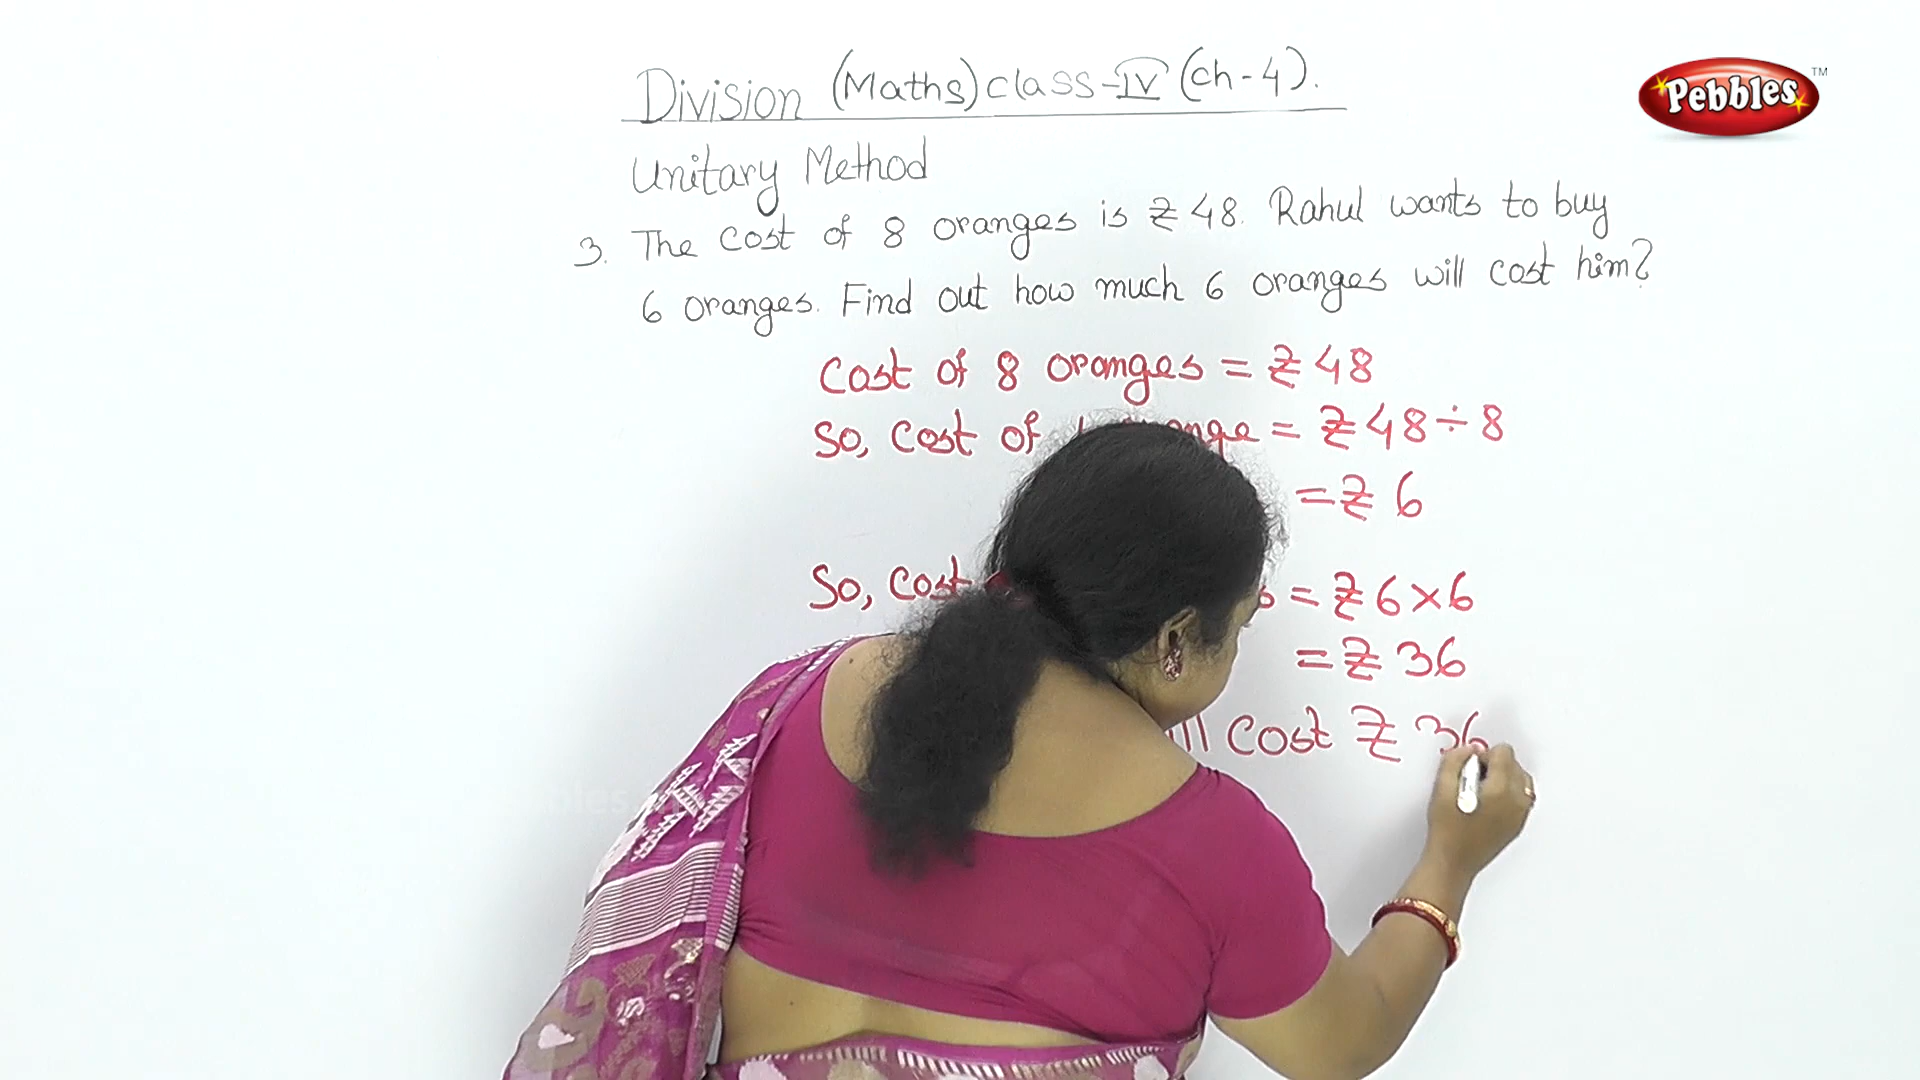 Division (Maths) class-IV (Ch-4).
Pebbles™
Unitary Method
3. The cost of 8 oranges is ₹ 48. Rahul wants to buy
6 oranges. Find out how much 6 oranges will cost him?
Cost of 8 oranges = ₹ 48
So, cost of = ₹ 48 ÷ 8
= ₹ 6
So, cost = ₹ 6 × 6
= ₹ 36
cost ₹ 36